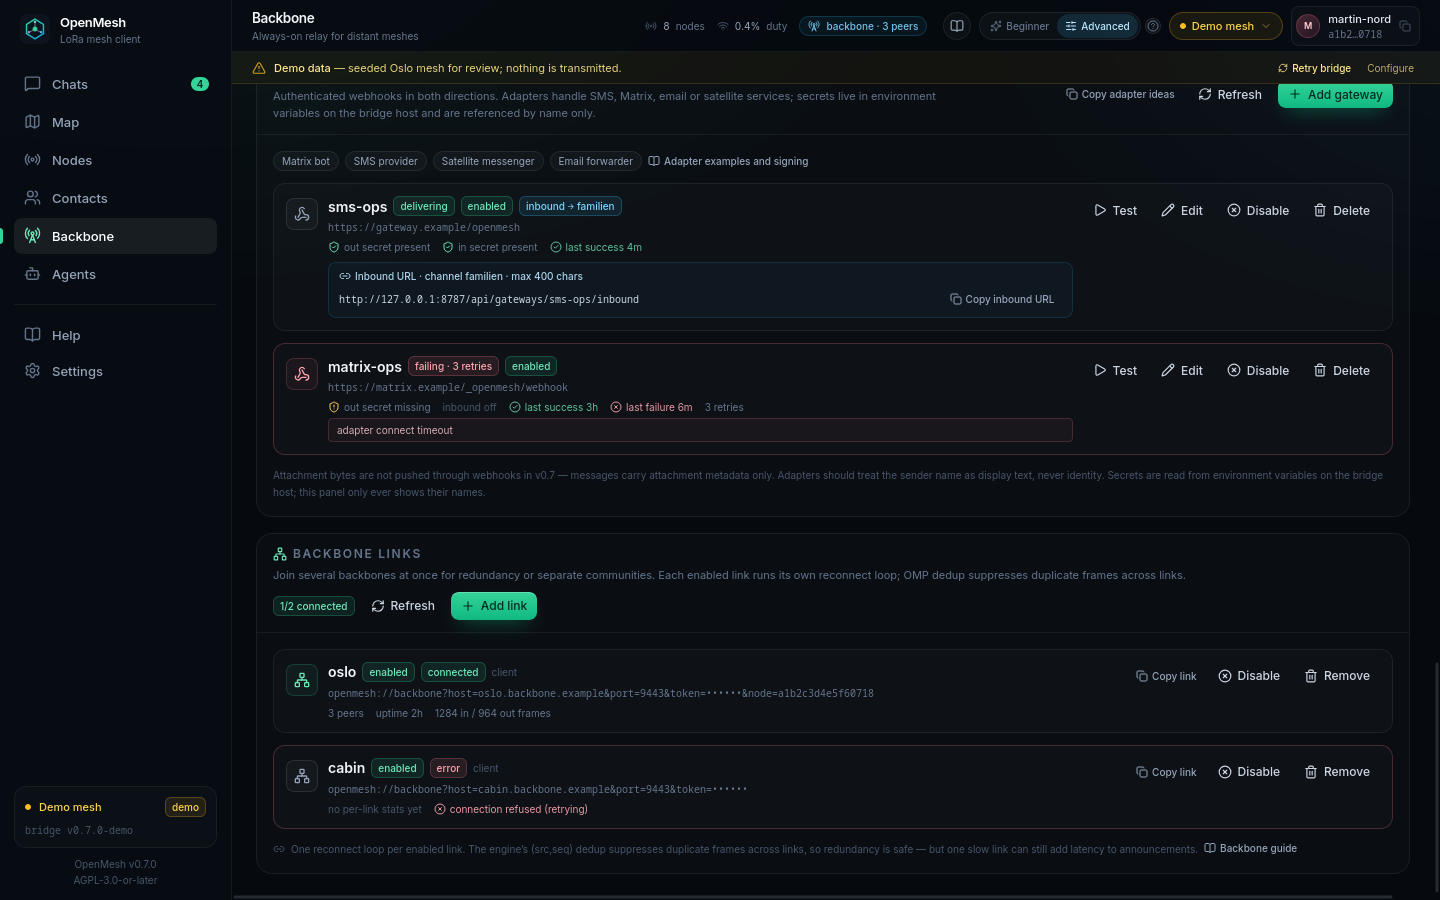 OpenMesh
LoRa mesh client
Chats
4
Map
Nodes
Contacts
Backbone
Agents
Help
Settings
Demo mesh
demo
bridge v0.7.0-demo
OpenMesh v0.7.0
AGPL-3.0-or-later
Backbone
Always-on relay for distant meshes
8 nodes
0.4% duty
backbone · 3 peers
Beginner
Advanced
Demo mesh
M
martin-nord
a1b2…0718
Demo data — seeded Oslo mesh for review; nothing is transmitted.
Retry bridge
Configure
Authenticated webhooks in both directions. Adapters handle SMS, Matrix, email or satellite services; secrets live in environment
variables on the bridge host and are referenced by name only.
Copy adapter ideas
Refresh
Add gateway
Matrix bot
SMS provider
Satellite messenger
Email forwarder
Adapter examples and signing
sms-ops
delivering
enabled
inbound → familien
Test
Edit
Disable
Delete
https://gateway.example/openmesh
out secret present
in secret present
last success 4m
Inbound URL · channel familien · max 400 chars
http://127.0.0.1:8787/api/gateways/sms-ops/inbound
Copy inbound URL
matrix-ops
failing · 3 retries
enabled
Test
Edit
Disable
Delete
https://matrix.example/_openmesh/webhook
out secret missing
inbound off
last success 3h
last failure 6m
3 retries
adapter connect timeout
Attachment bytes are not pushed through webhooks in v0.7 — messages carry attachment metadata only. Adapters should treat the sender name as display text, never identity. Secrets are read from environment variables on the bridge
host; this panel only ever shows their names.
BACKBONE LINKS
Join several backbones at once for redundancy or separate communities. Each enabled link runs its own reconnect loop; OMP dedup suppresses duplicate frames across links.
1/2 connected
Refresh
Add link
oslo
enabled
connected
client
Copy link
Disable
Remove
openmesh://backbone?host=oslo.backbone.example&port=9443&token=••••••&node=a1b2c3d4e5f60718
3 peers
uptime 2h
1284 in / 964 out frames
cabin
enabled
error
client
Copy link
Disable
Remove
openmesh://backbone?host=cabin.backbone.example&port=9443&token=••••••
no per-link stats yet
connection refused (retrying)
One reconnect loop per enabled link. The engine's (src,seq) dedup suppresses duplicate frames across links, so redundancy is safe — but one slow link can still add latency to announcements.
Backbone guide